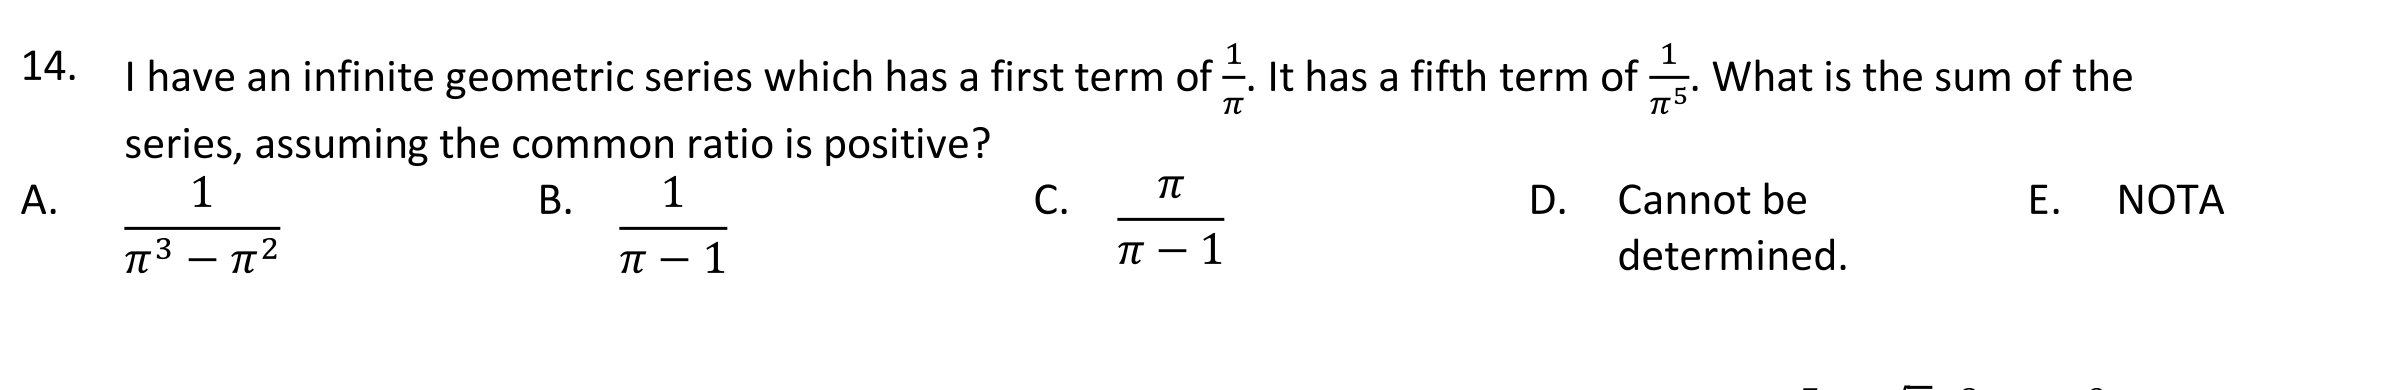 14. I have an infinite geometric series which has a first term of 1/π. It has a fifth term of 1/π⁵. What is the sum of the
series, assuming the common ratio is positive?
A. 1/(π³ − π²) B. 1/(π − 1) C. π/(π − 1) D. Cannot be E. NOTA
determined.